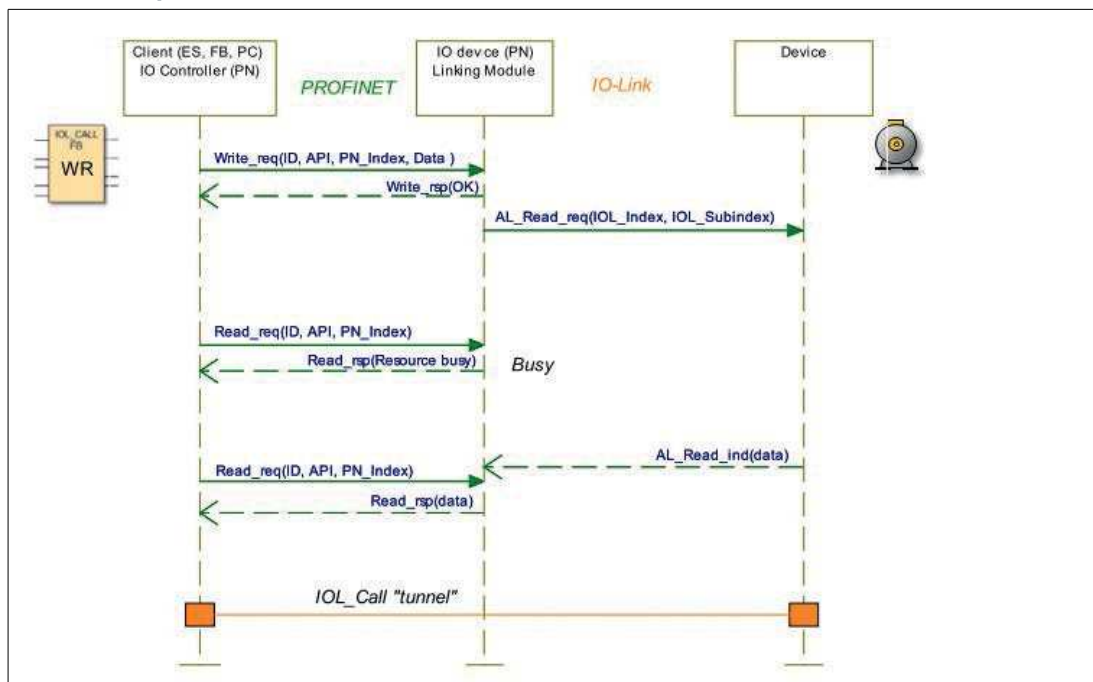 Client (ES, FB, PC)
IO Controller (PN)
PROFINET
IO dev ce (PN)
Linking Module
IO-Link
Device
IOL_CALL
FB
WR
Write_req(ID, API, PN_Index, Data )
Write_rsp(OK)
AL_Read_req(IOL_Index, IOL_Subindex)
Read_req(ID, API, PN_Index)
Read_rsp(Resource busy)
Busy
AL_Read_ind(data)
Read_req(ID, API, PN_Index)
Read_rsp(data)
IOL_Call "tunnel"